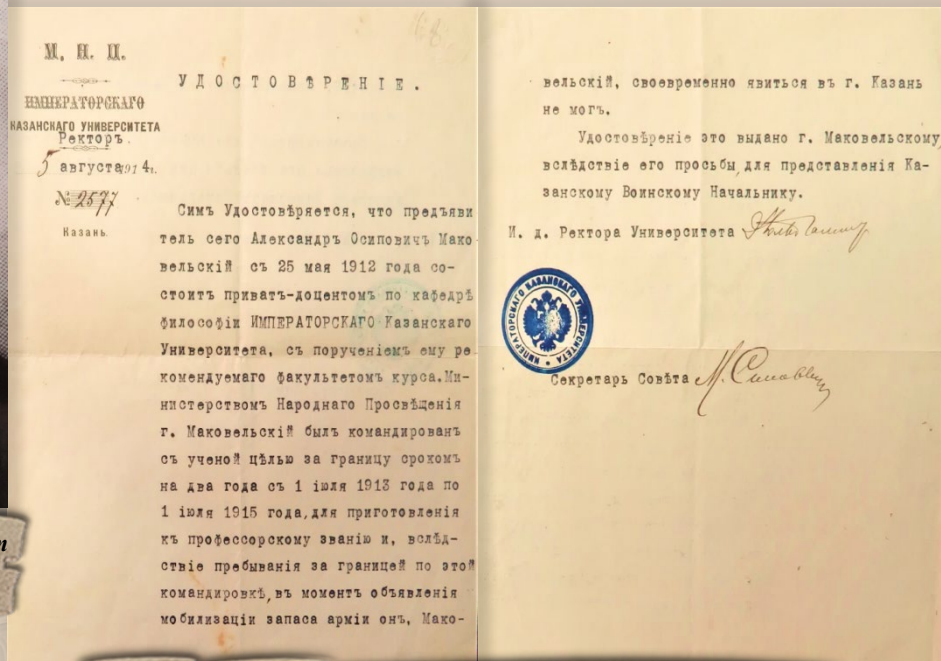 М. Н. П.
ИМПЕРАТОРСКАГО
КАЗАНСКАГО УНИВЕРСИТЕТА
Ректоръ.
5 августа 1914 г.
№ 2577
Казань.
68
УДОСТОВѢРЕНІЕ.
Симъ Удостовѣряется, что предъяви
тель сего Александръ Осиповичъ Мако-
вельскій съ 25 мая 1912 года со-
стоитъ приватъ-доцентомъ по кафедрѣ
философіи ИМПЕРАТОРСКАГО Казанскаго
Университета, съ порученіемъ ему ре
комендуемаго факультетомъ курса.Ми-
нистерствомъ Народнаго Просвѣщенія
г. Маковельскій былъ командированъ
съ ученой цѣлью за границу срокомъ
на два года съ 1 іюля 1913 года по
1 іюля 1915 года,для приготовленія
къ профессорскому званію и, вслѣд-
ствіе пребыванія за границей по этой
командировкѣ,въ моментъ объявленія
мобилизаціи запаса арміи онъ, Мако-
вельскій, своевременно явиться въ г. Казань
не могъ.
Удостовѣреніе это выдано г. Маковельскому,
вслѣдствіе его просьбы,для представленія Ка-
занскому Воинскому Начальнику.
И. д. Ректора Университета
ИМПЕРАТОРСКАГО КАЗАНСКАГО УНИВЕРСИТЕТА
Секретарь Совѣта
т